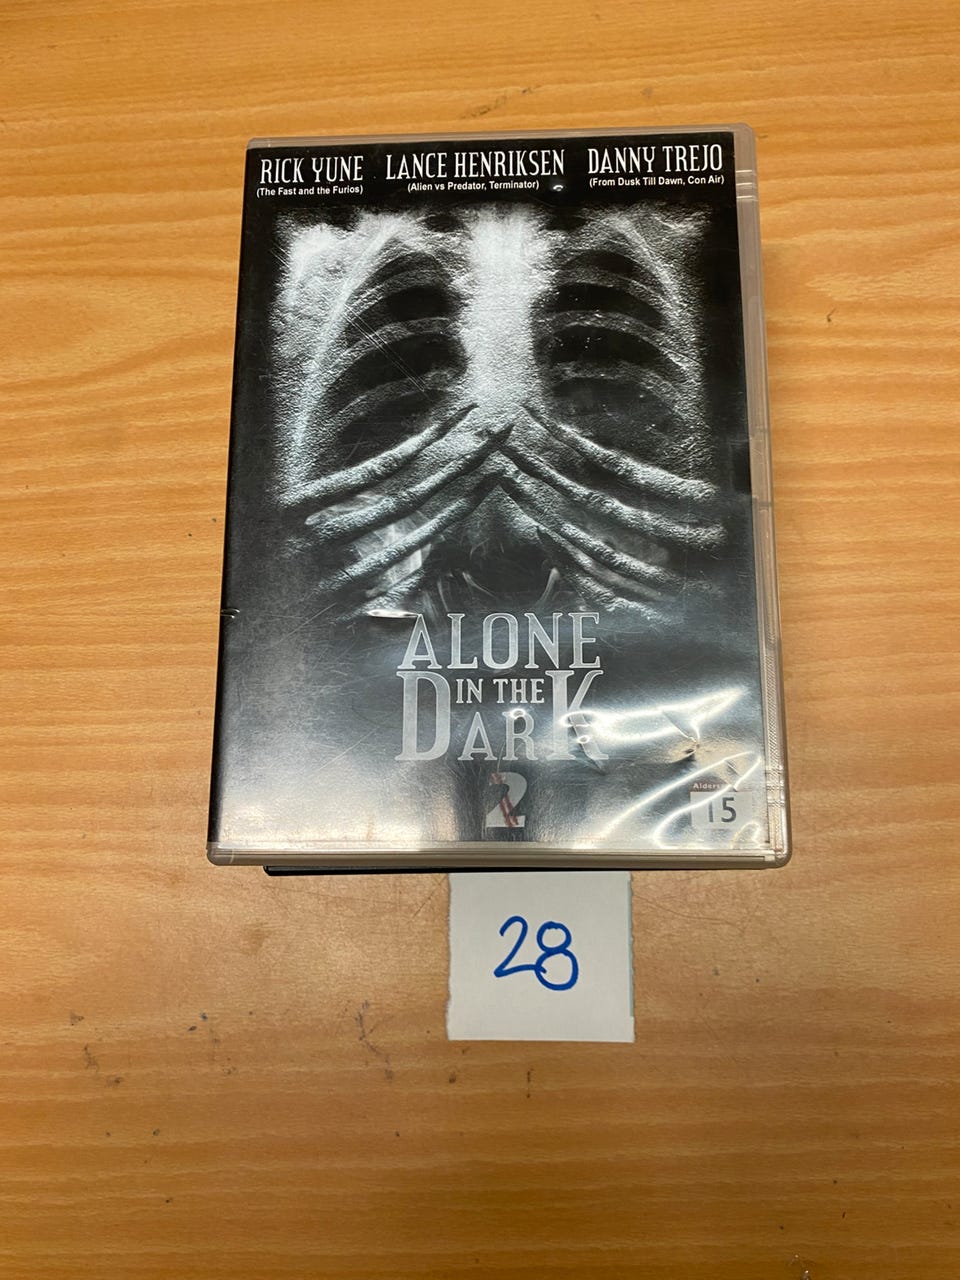 RICK YUNE LANCE HENRIKSEN DANNY TREJO
(The Fast and the Furios) (Alien vs Predator, Terminator) (From Dusk Till Dawn, Con Air)
ALONE
IN THE
DARK
2
15
28